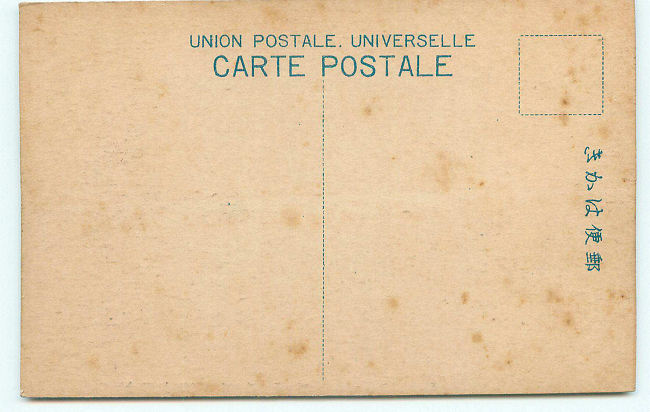 UNION POSTALE. UNIVERSELLE
CARTE POSTALE
郵便はかき